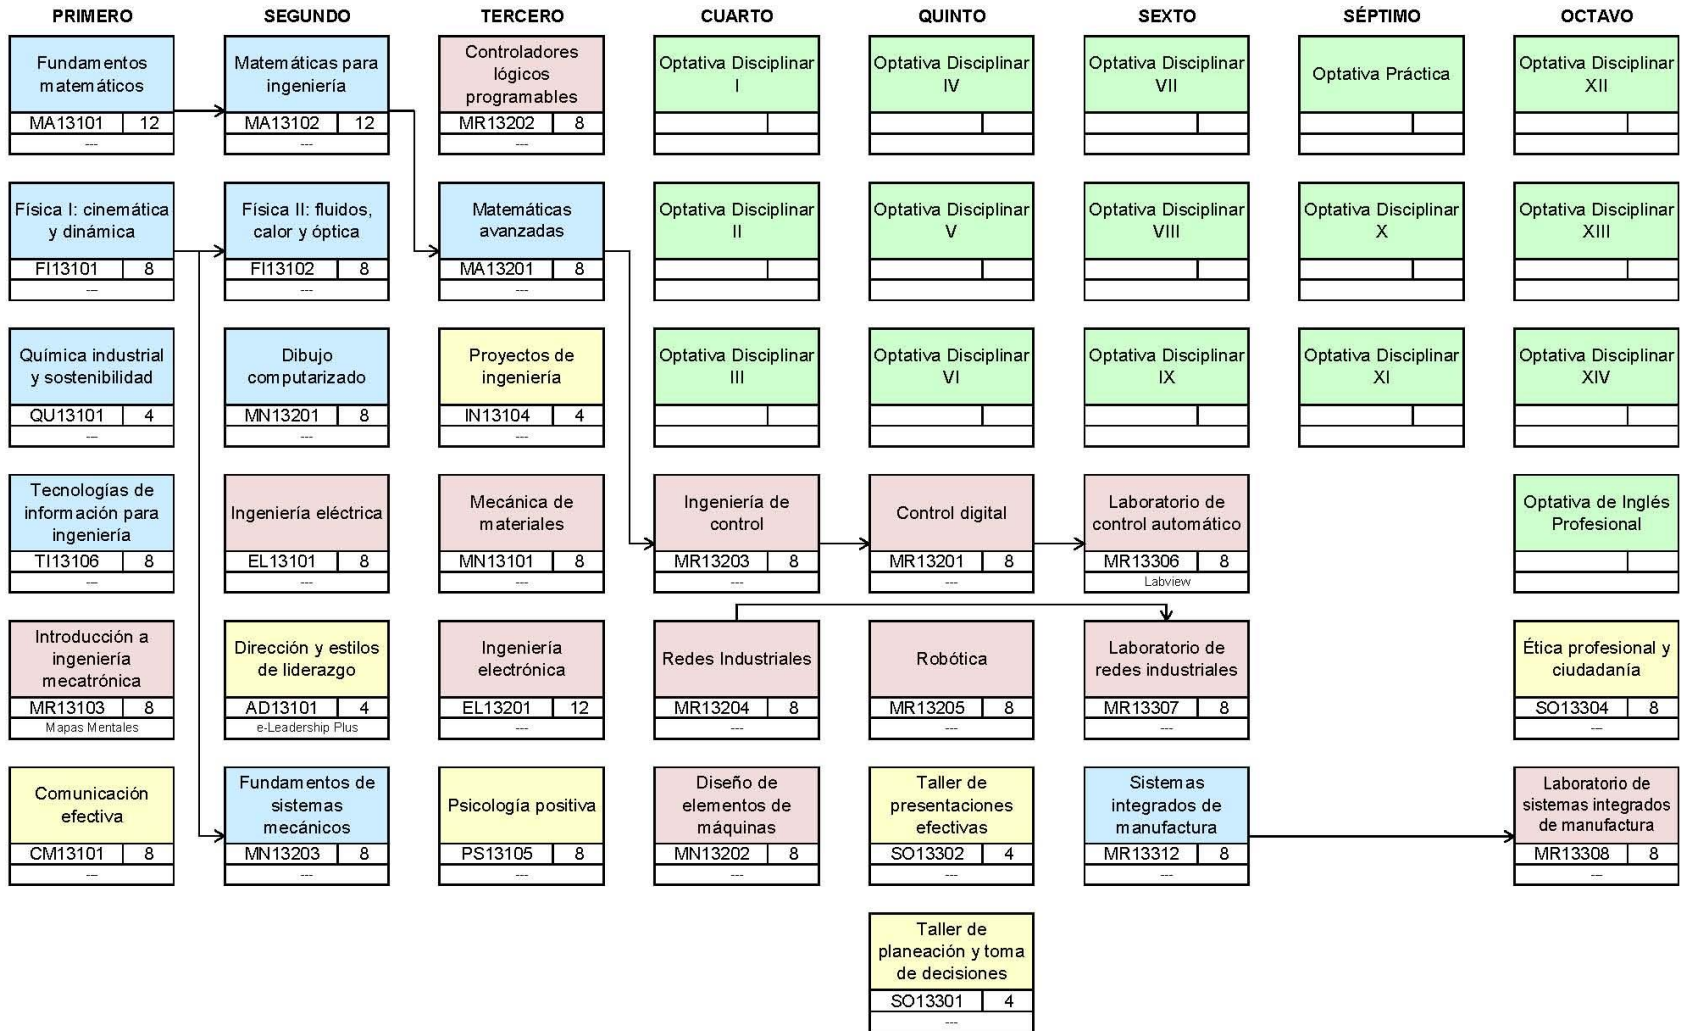 PRIMERO
Fundamentos
matemáticos
MA13101 12
---
Física I: cinemática
y dinámica
FI13101 8
---
Química industrial
y sostenibilidad
QU13101 4
---
Tecnologías de
información para
ingeniería
TI13106 8
---
Introducción a
ingeniería
mecatrónica
MR13103 8
Mapas Mentales
Comunicación
efectiva
CM13101 8
---
SEGUNDO
Matemáticas para
ingeniería
MA13102 12
---
Física II: fluidos,
calor y óptica
FI13102 8
---
Dibujo
computarizado
MN13201 8
---
Ingeniería eléctrica
EL13101 8
---
Dirección y estilos
de liderazgo
AD13101 4
e-Leadership Plus
Fundamentos de
sistemas
mecánicos
MN13203 8
---
TERCERO
Controladores
lógicos
programables
MR13202 8
---
Matemáticas
avanzadas
MA13201 8
---
Proyectos de
ingeniería
IN13104 4
---
Mecánica de
materiales
MN13101 8
---
Ingeniería
electrónica
EL13201 12
---
Psicología positiva
PS13105 8
---
CUARTO
Optativa Disciplinar
I
Optativa Disciplinar
II
Optativa Disciplinar
III
Ingeniería de
control
MR13203 8
---
Redes Industriales
MR13204 8
---
Diseño de
elementos de
máquinas
MN13202 8
---
QUINTO
Optativa Disciplinar
IV
Optativa Disciplinar
V
Optativa Disciplinar
VI
Control digital
MR13201 8
---
Robótica
MR13205 8
---
Taller de
presentaciones
efectivas
SO13302 4
---
Taller de
planeación y toma
de decisiones
SO13301 4
---
SEXTO
Optativa Disciplinar
VII
Optativa Disciplinar
VIII
Optativa Disciplinar
IX
Laboratorio de
control automático
MR13306 8
Labview
Laboratorio de
redes industriales
MR13307 8
---
Sistemas
integrados de
manufactura
MR13312 8
---
SÉPTIMO
Optativa Práctica
Optativa Disciplinar
X
Optativa Disciplinar
XI
OCTAVO
Optativa Disciplinar
XII
Optativa Disciplinar
XIII
Optativa Disciplinar
XIV
Optativa de Inglés
Profesional
Ética profesional y
ciudadanía
SO13304 8
---
Laboratorio de
sistemas integrados
de manufactura
MR13308 8
---